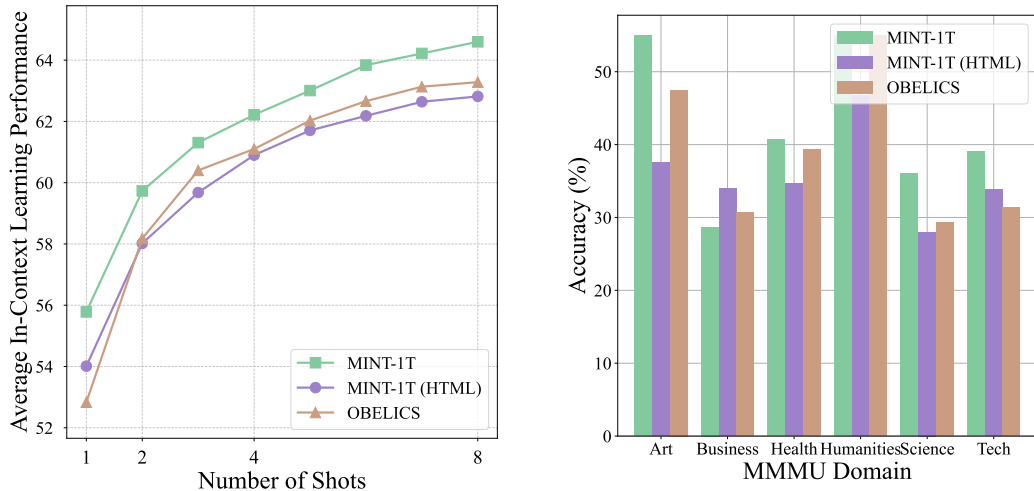 Average In-Context Learning Performance
64
62
60
58
56
54
52
1
2
4
8
Number of Shots
MINT-1T
MINT-1T (HTML)
OBELICS
Accuracy (%)
50
40
30
20
10
0
Art
Business
Health
Humanities
Science
Tech
MMMU Domain
MINT-1T
MINT-1T (HTML)
OBELICS